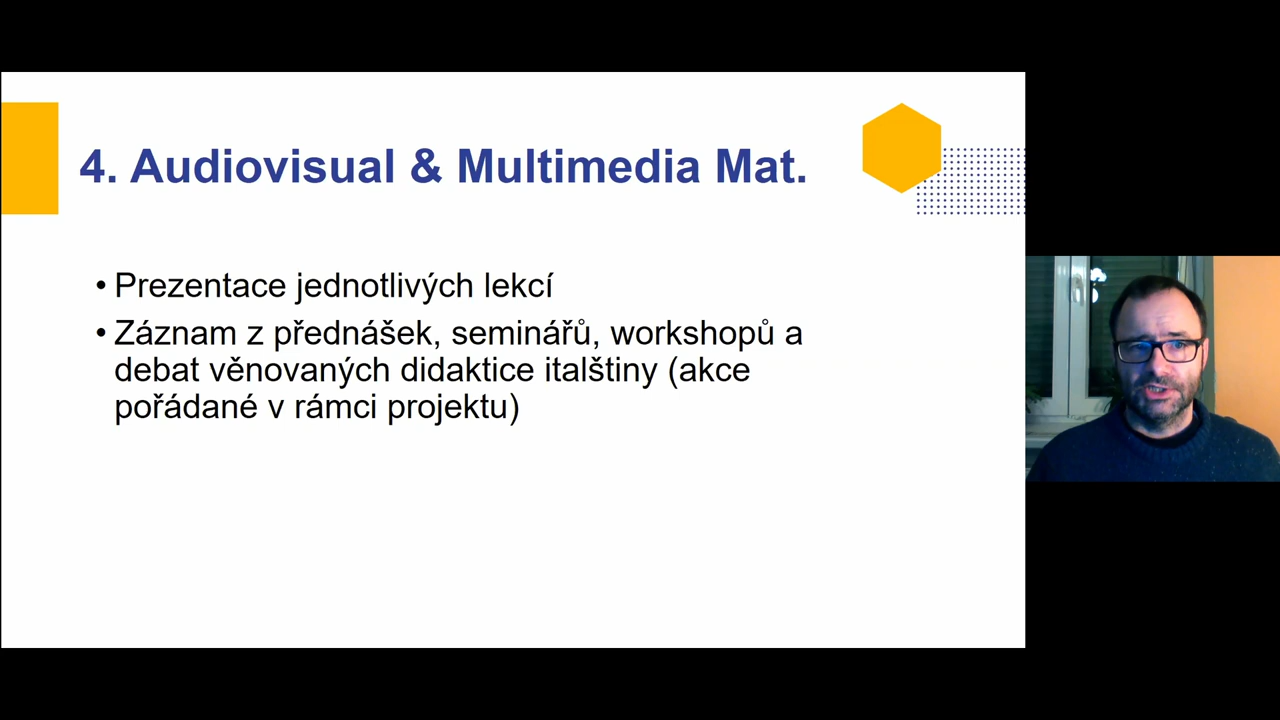 4. Audiovisual & Multimedia Mat.
• Prezentace jednotlivých lekcí
• Záznam z přednášek, seminářů, workshopů a
debat věnovaných didaktice italštiny (akce
pořádané v rámci projektu)